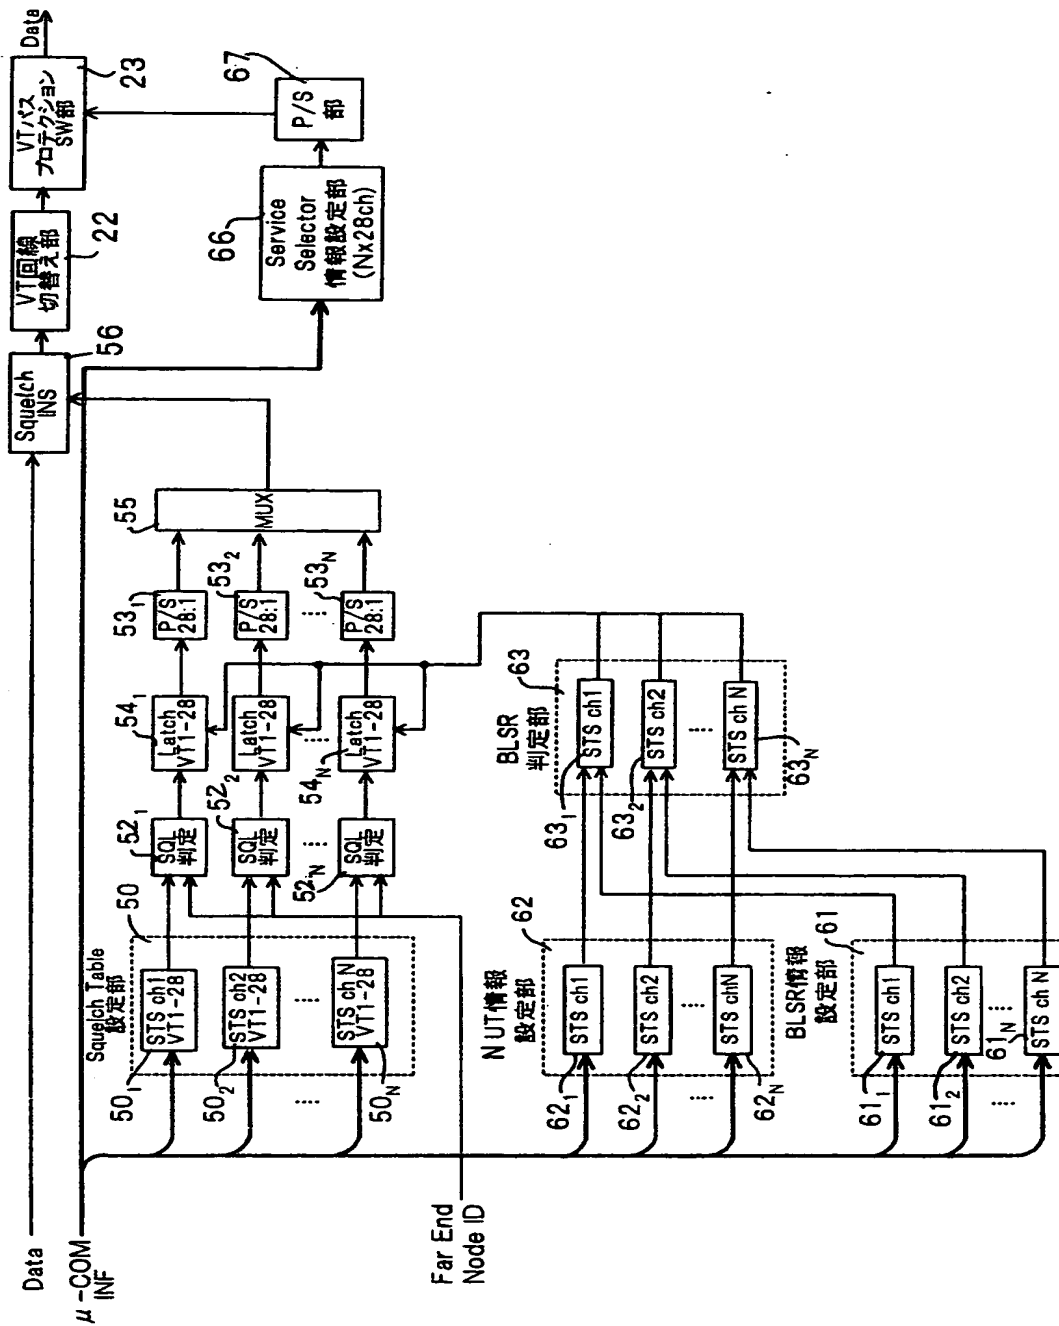 Data
μ-COM
INF
Squelch
INS
56
VT回線
切替え部
22
VTパス
プロテクション
SW部
23
Data
Squelch Table
設定部
50
STS ch1
VT1-28
50₁
STS ch2
VT1-28
50₂
......
......
STS ch N
VT1-28
50N
SQL
判定
52₁
SQL
判定
52₂
......
SQL
判定
52N
Latch
VT1-28
54₁
Latch
VT1-28
2
......
Latch
VT1-28
54N
P/S
28:1
53₁
P/S
28:1
53₂
......
P/S
28:1
53N
MUX
55
Service
Selector
情報設定部
(Nx28ch)
66
P/S
部
67
Far End
Node ID
NUT情報
設定部
62
STS ch1
62₁
STS ch2
62₂
......
......
STS chN
62N
BLSR
判定部
63
STS ch1
63₁
STS ch2
63₂
......
STS ch N
63N
BLSR情報
設定部
61
STS ch1
61₁
STS ch2
61₂
......
......
STS ch N
61N